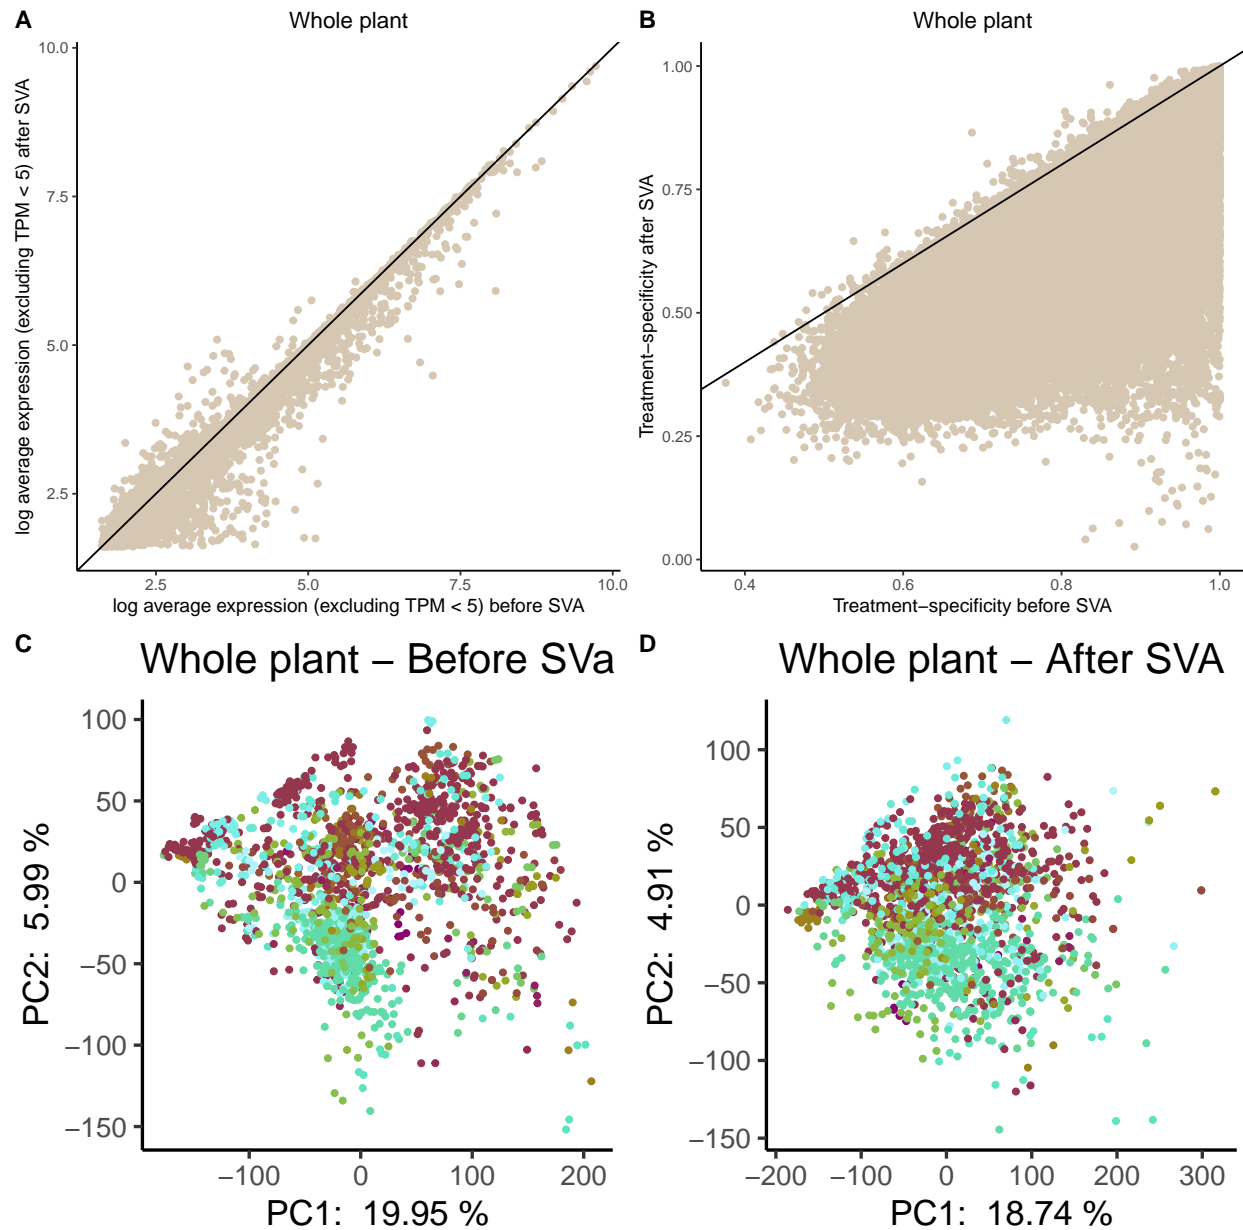 A
Whole plant
10.0
7.5
5.0
2.5
log average expression (excluding TPM < 5) after SVA
2.5
5.0
7.5
10.0
log average expression (excluding TPM < 5) before SVA
B
Whole plant
1.00
0.75
0.50
0.25
0.00
Treatment−specificity after SVA
0.4
0.6
0.8
1.0
Treatment−specificity before SVA
C
Whole plant − Before SVa
100
50
0
−50
−100
−150
PC2: 5.99 %
−100
0
100
200
PC1: 19.95 %
D
Whole plant − After SVA
100
50
0
−50
−100
−150
PC2: 4.91 %
−200
−100
0
100
200
300
PC1: 18.74 %